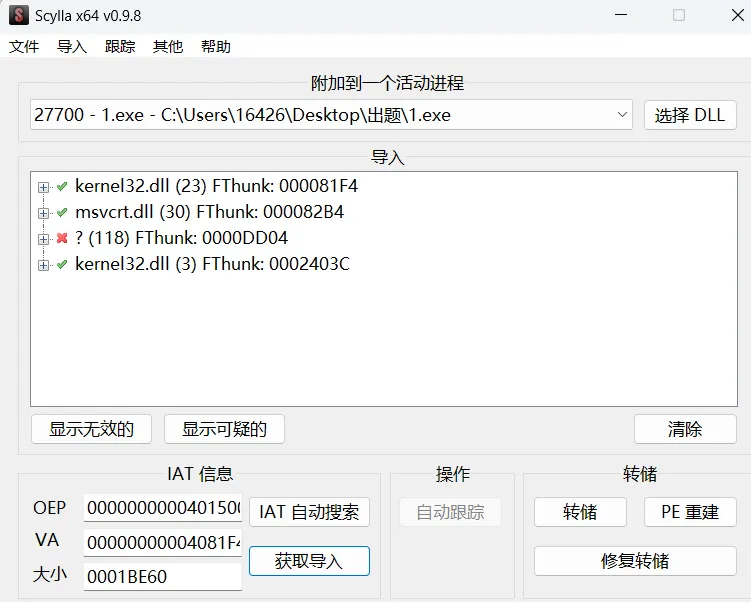 Scylla x64 v0.9.8
文件 导入 跟踪 其他 帮助
附加到一个活动进程
27700 - 1.exe - C:\Users\16426\Desktop\出题\1.exe
选择 DLL
导入
kernel32.dll (23) FThunk: 000081F4
msvcrt.dll (30) FThunk: 000082B4
? (118) FThunk: 0000DD04
kernel32.dll (3) FThunk: 0002403C
显示无效的 显示可疑的 清除
IAT 信息 操作 转储
OEP 000000000040150 IAT 自动搜索 自动跟踪 转储 PE 重建
VA 00000000004081F4
大小 0001BE60 获取导入 修复转储